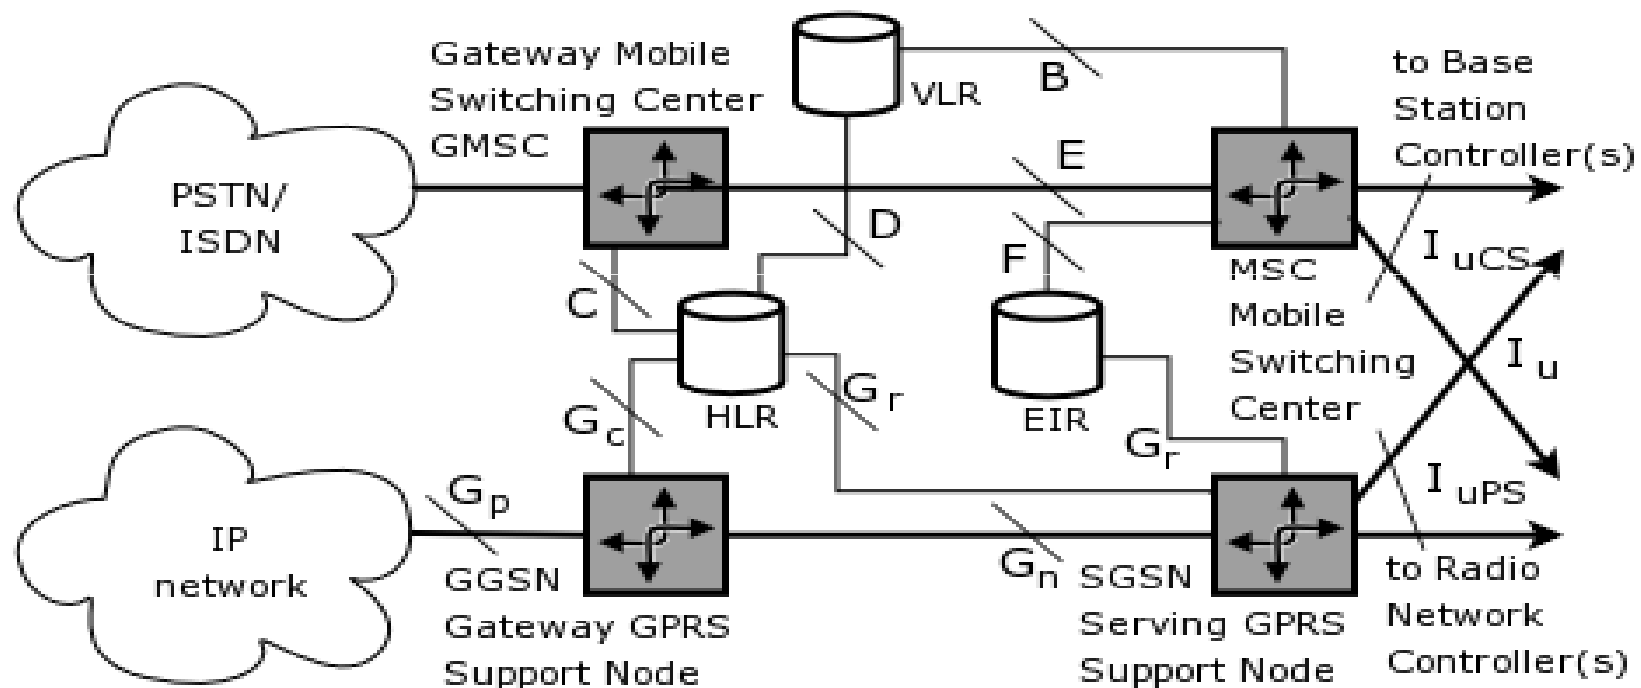 Gateway Mobile
Switching Center
GMSC
VLR
B
to Base
Station
Controller(s)
PSTN/
ISDN
E
D
F
C
MSC
Mobile
Switching
Center
I uCS
I u
HLR
EIR
G c
G r
G r
I uPS
IP
network
G p
GGSN
Gateway GPRS
Support Node
G n
SGSN
Serving GPRS
Support Node
to Radio
Network
Controller(s)